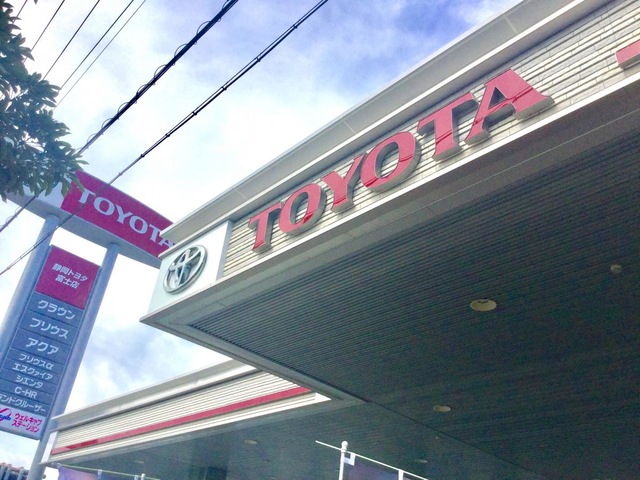 TOYOTA
TOYOTA
静岡トヨタ
富士店
クラウン
プリウス
アクア
プリウスα
エスクァイア
シエンタ
C-HR
ランドクルーザー
ウェルキャブ
ステーション